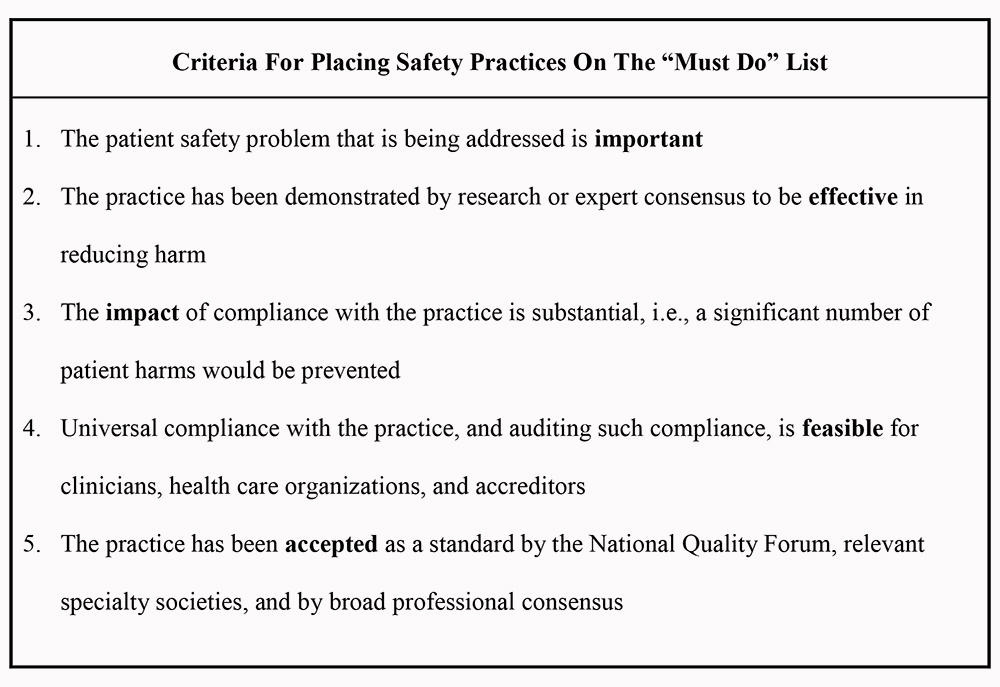 Criteria For Placing Safety Practices On The “Must Do” List
1. The patient safety problem that is being addressed is important
2. The practice has been demonstrated by research or expert consensus to be effective in
reducing harm
3. The impact of compliance with the practice is substantial, i.e., a significant number of
patient harms would be prevented
4. Universal compliance with the practice, and auditing such compliance, is feasible for
clinicians, health care organizations, and accreditors
5. The practice has been accepted as a standard by the National Quality Forum, relevant
specialty societies, and by broad professional consensus